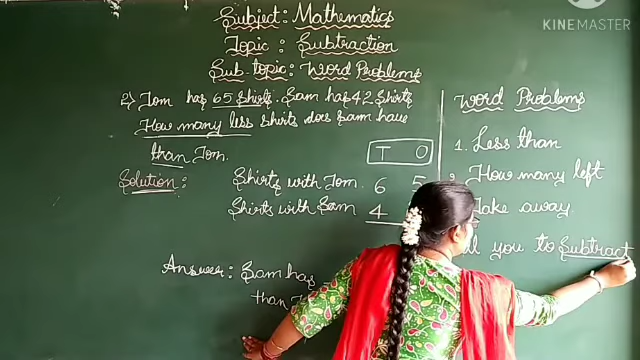 KINEMASTER
Subject: Mathematics
Topic: Subtraction
Sub-topic: Word Problems
2) Tom has 65 shirts. Sam has 42 shirts
How many less shirts does Sam have
than Tom.
Solution:
T O
Shirts with Tom 6 5
Shirts with Sam 4
Answer: Sam has
than
Word Problems
1. Less than
How many left
Take away
you to Subtract